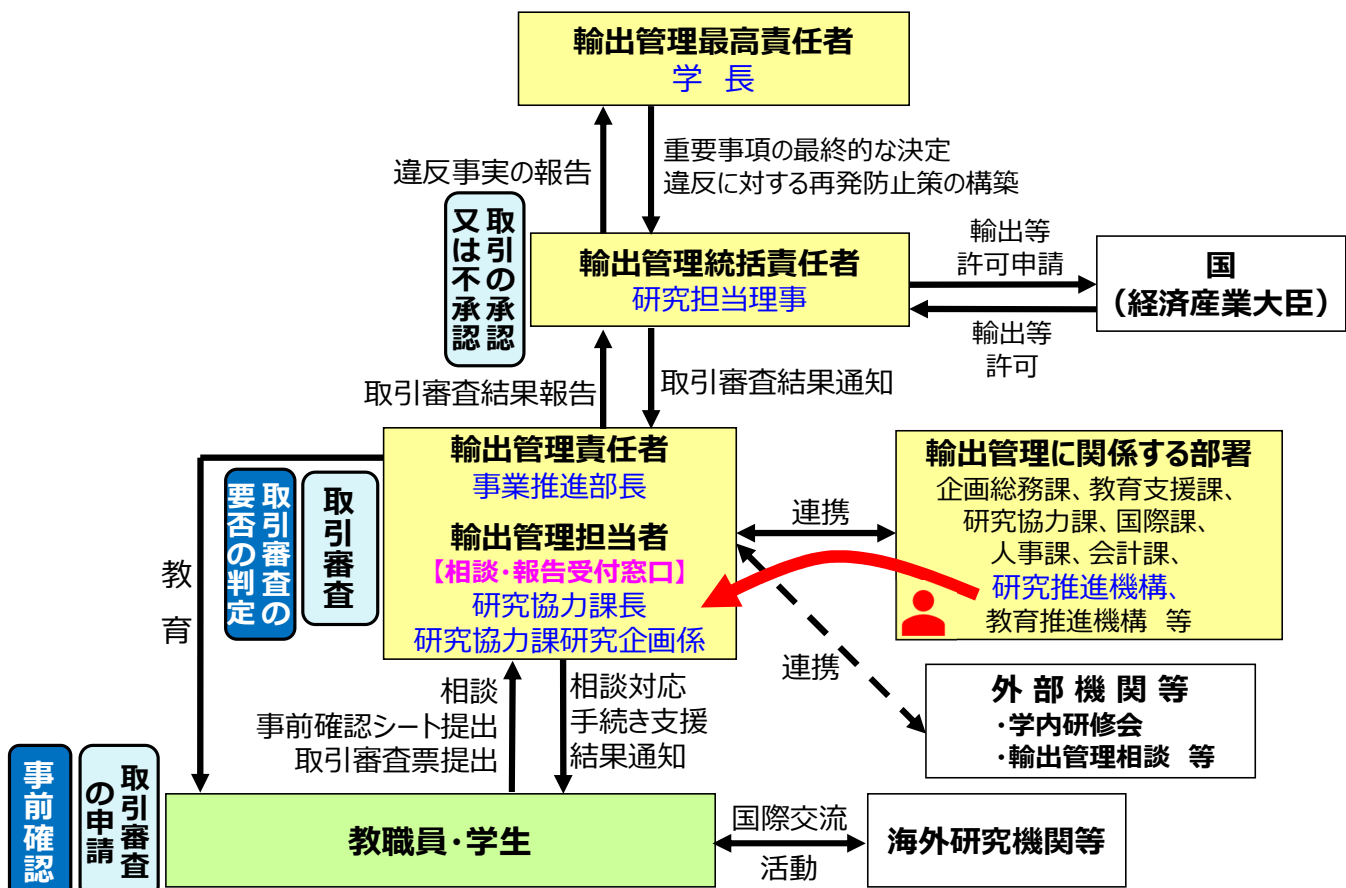 輸出管理最高責任者
学 長
違反事実の報告
重要事項の最終的な決定
違反に対する再発防止策の構築
取引の承認
又は不承認
輸出管理統括責任者
研究担当理事
輸出等
許可申請
国
（経済産業大臣）
輸出等
許可
取引審査結果報告
取引審査結果通知
輸出管理責任者
事業推進部長
輸出管理担当者
【相談・報告受付窓口】
研究協力課長
研究協力課研究企画係
取引審査の
要否の判定
取引審査
教育
連携
輸出管理に関係する部署
企画総務課、教育支援課、
研究協力課、国際課、
人事課、会計課、
研究推進機構、
教育推進機構 等
連携
外部機関等
・学内研修会
・輸出管理相談 等
相談
事前確認シート提出
取引審査票提出
相談対応
手続き支援
結果通知
事前確認
取引審査
の申請
教職員・学生
国際交流
活動
海外研究機関等